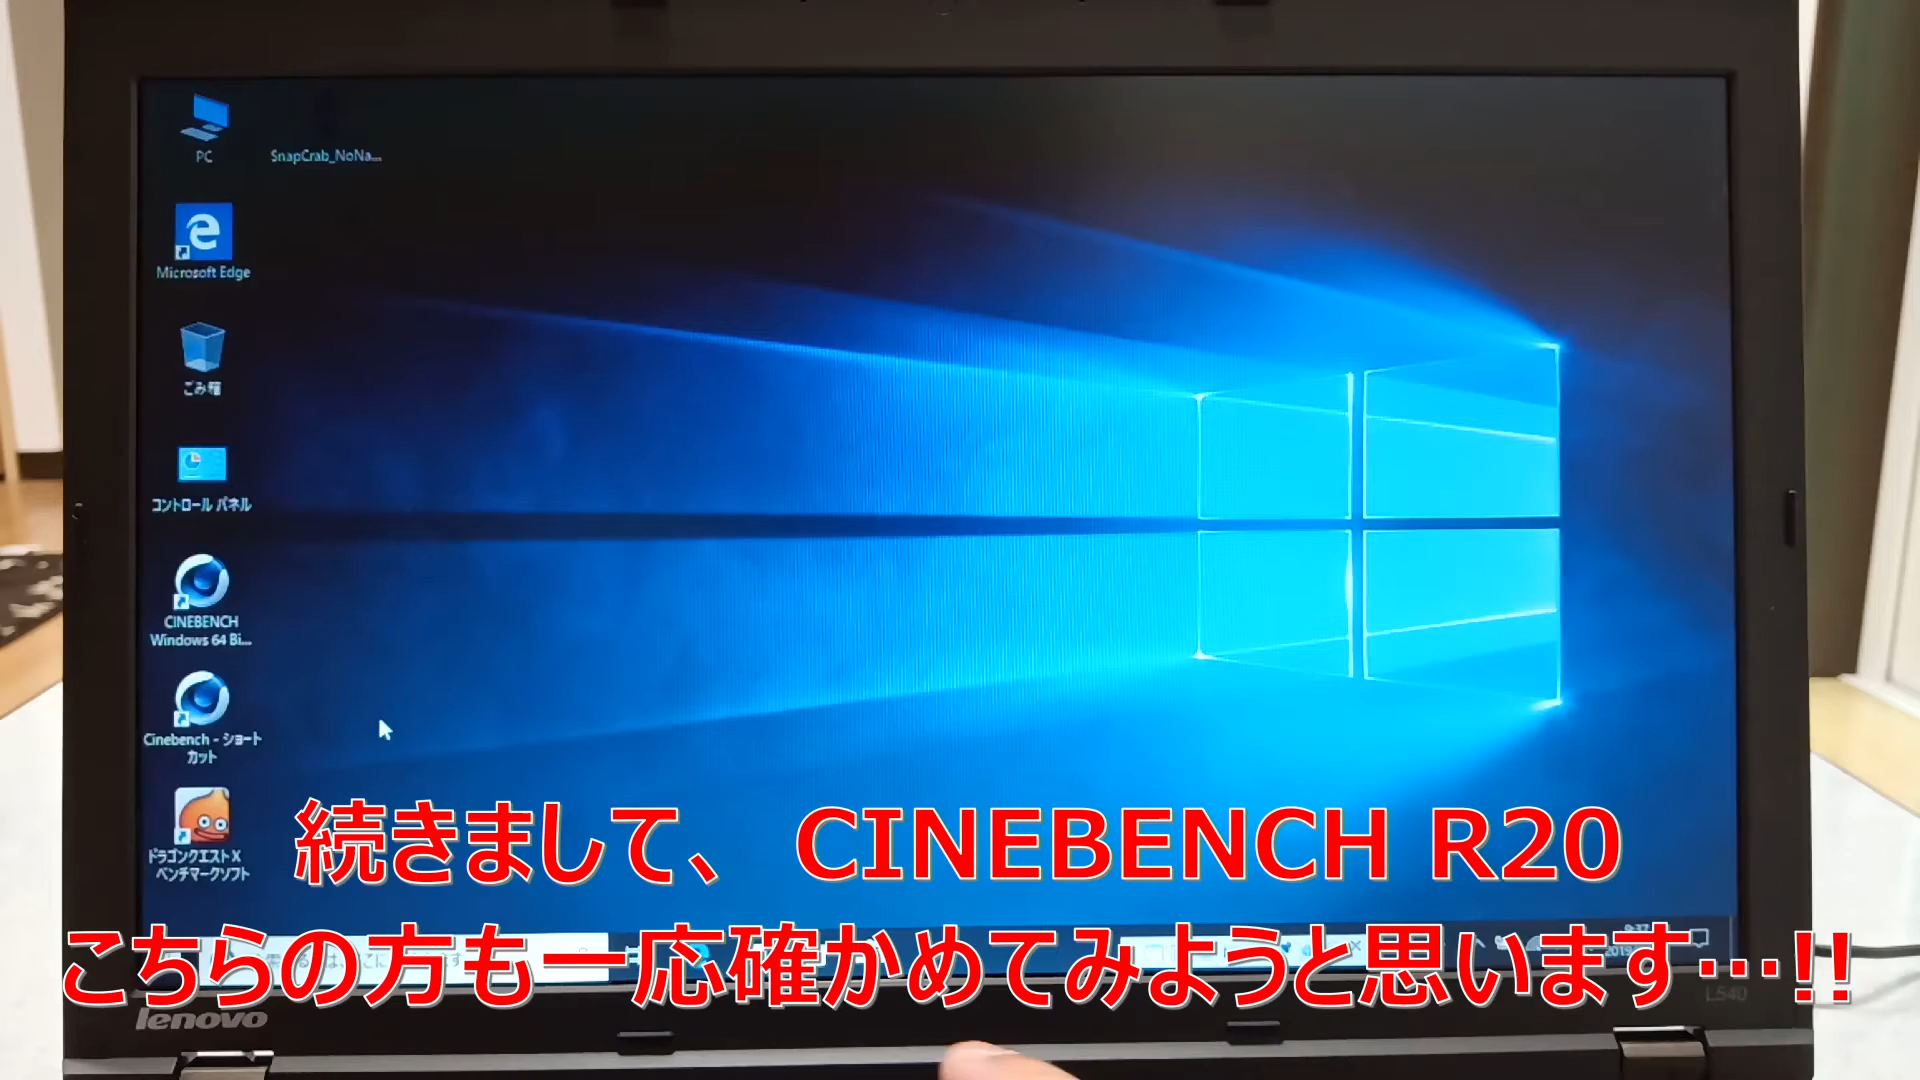 PC
SnapCrab_NoNa...
Microsoft Edge
ごみ箱
コントロール パネル
CINEBENCH
Windows 64 Bi...
Cinebench - ショート
カット
ドラゴンクエストX
ベンチマークソフト
続きまして、 CINEBENCH R20
こちらの方も一応確かめてみようと思います…!!
9:37
lenovo
L540